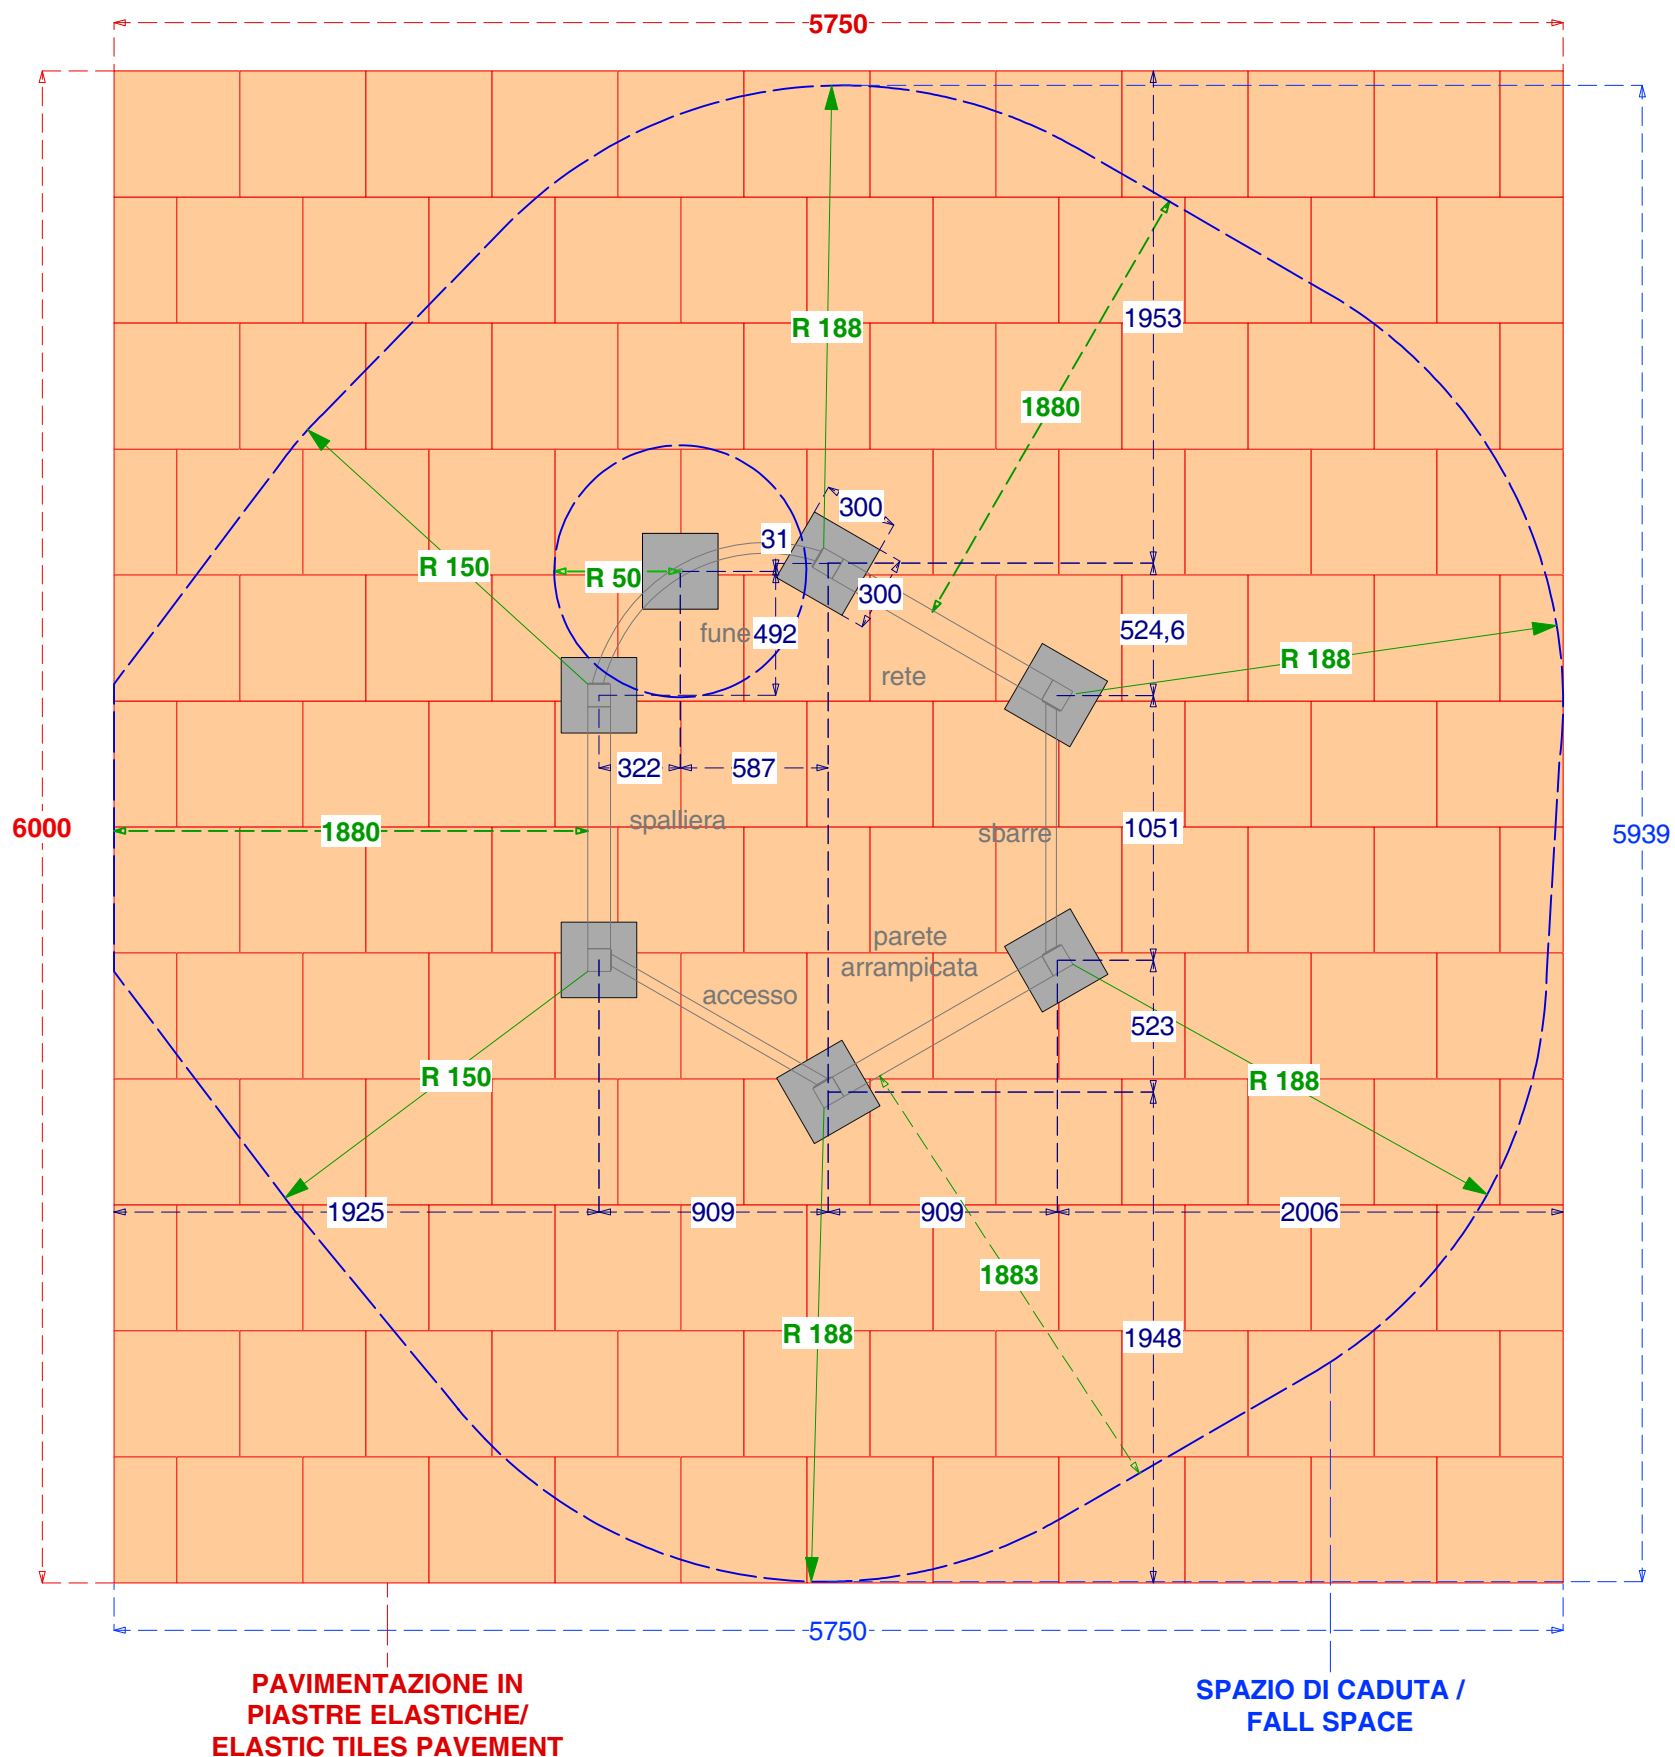 5750
R 188
1953
1880
300
31
R 150
R 50
300
fune
492
524,6
R 188
rete
322
587
spalliera
6000
1880
sbarre
1051
5939
parete
arrampicata
accesso
523
R 150
R 188
1925
909
909
2006
1883
R 188
1948
5750
PAVIMENTAZIONE IN
PIASTRE ELASTICHE/
ELASTIC TILES PAVEMENT
SPAZIO DI CADUTA /
FALL SPACE